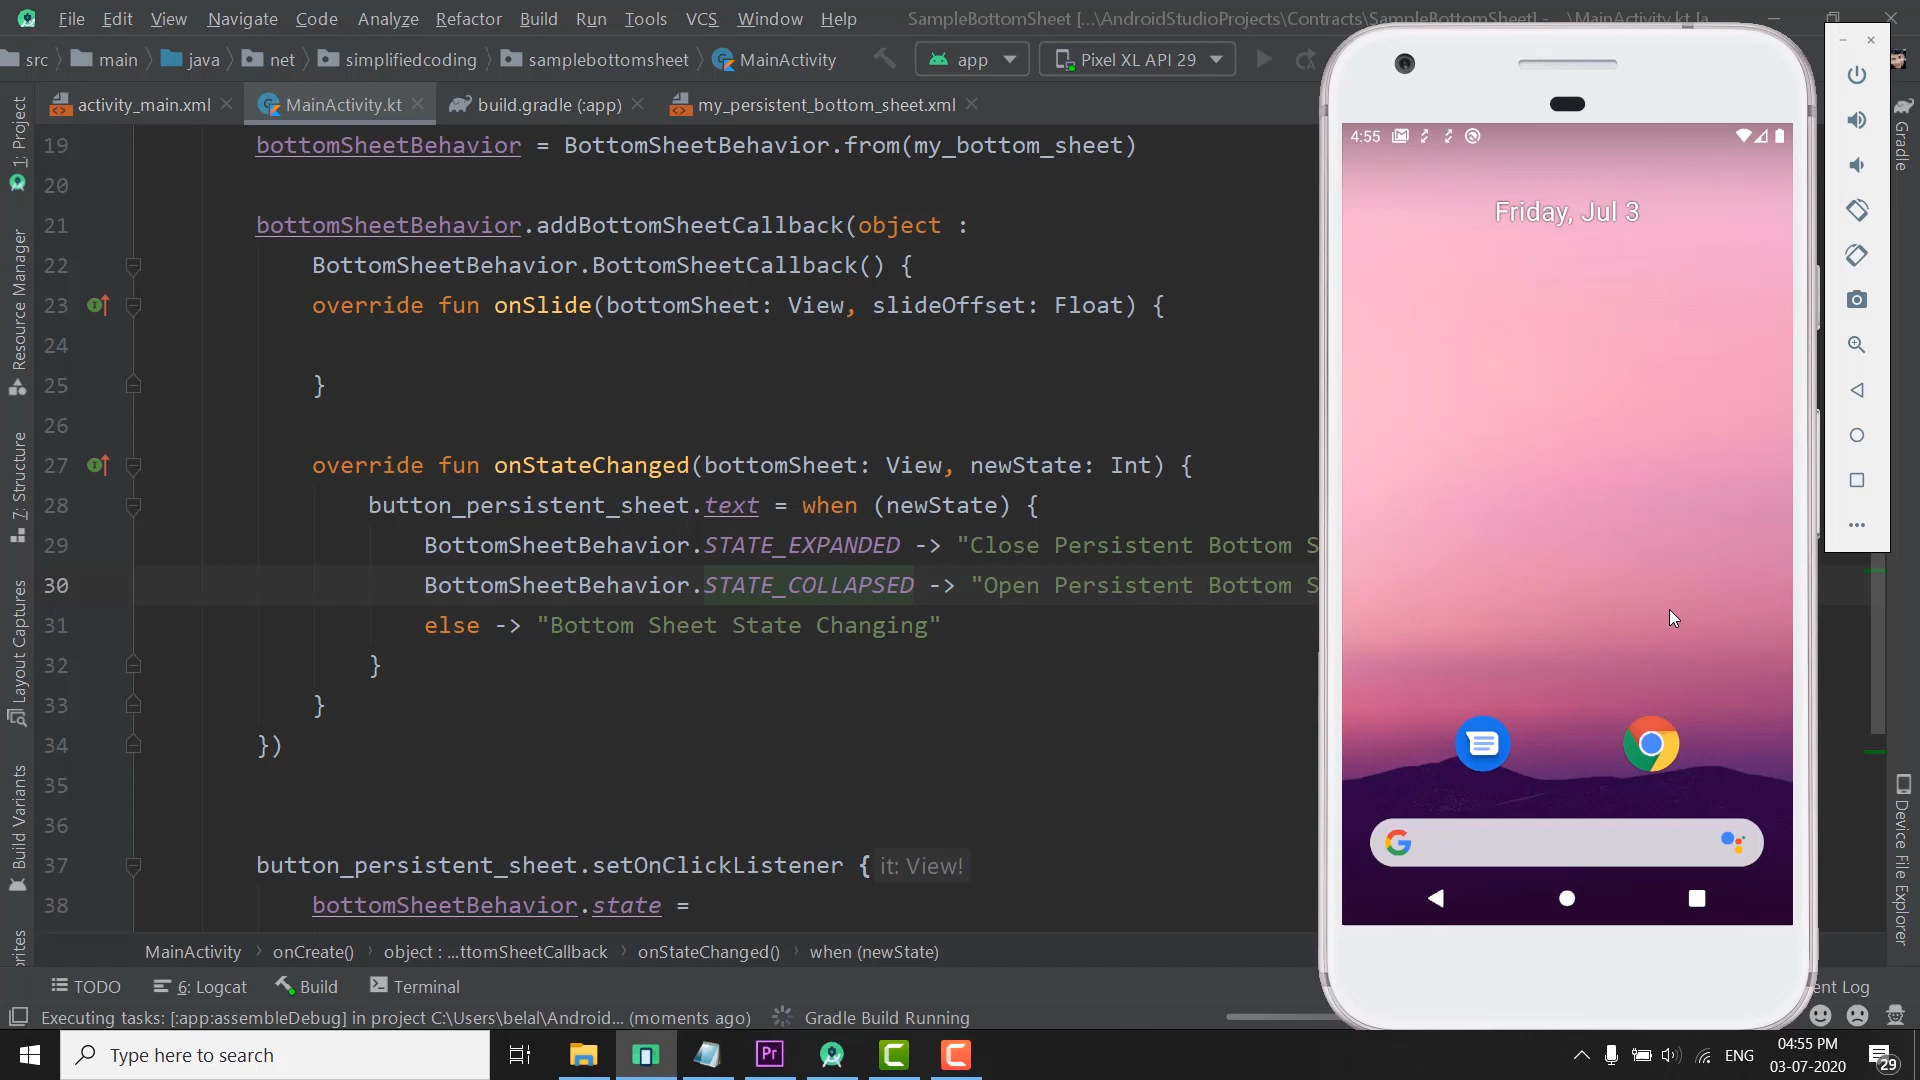 File Edit View Navigate Code Analyze Refactor Build Run Tools VCS Window Help SampleBottomSheet [...\AndroidStudioProjects\Contracts\SampleBottomSheet] - ...\MainActivity.kt
src main java net simplifiedcoding samplebottomsheet MainActivity app Pixel XL API 29
activity_main.xml MainActivity.kt build.gradle (:app) my_persistent_bottom_sheet.xml
1: Project
Resource Manager
Z: Structure
Layout Captures
Build Variants
19 bottomSheetBehavior = BottomSheetBehavior.from(my_bottom_sheet)
20
21 bottomSheetBehavior.addBottomSheetCallback(object :
22 BottomSheetBehavior.BottomSheetCallback() {
23 override fun onSlide(bottomSheet: View, slideOffset: Float) {
24
25 }
26
27 override fun onStateChanged(bottomSheet: View, newState: Int) {
28 button_persistent_sheet.text = when (newState) {
29 BottomSheetBehavior.STATE_EXPANDED -> "Close Persistent Bottom S
30 BottomSheetBehavior.STATE_COLLAPSED -> "Open Persistent Bottom S
31 else -> "Bottom Sheet State Changing"
32 }
33 }
34 })
35
36
37 button_persistent_sheet.setOnClickListener { it: View!
38 bottomSheetBehavior.state =
4:55
Friday, Jul 3
Gradle
Device File Explorer
MainActivity onCreate() object : ...ttomSheetCallback onStateChanged() when (newState)
TODO 6: Logcat Build Terminal ent Log
Executing tasks: [:app:assembleDebug] in project C:\Users\belal\Android... (moments ago) Gradle Build Running
Type here to search
ENG
04:55 PM
03-07-2020
29